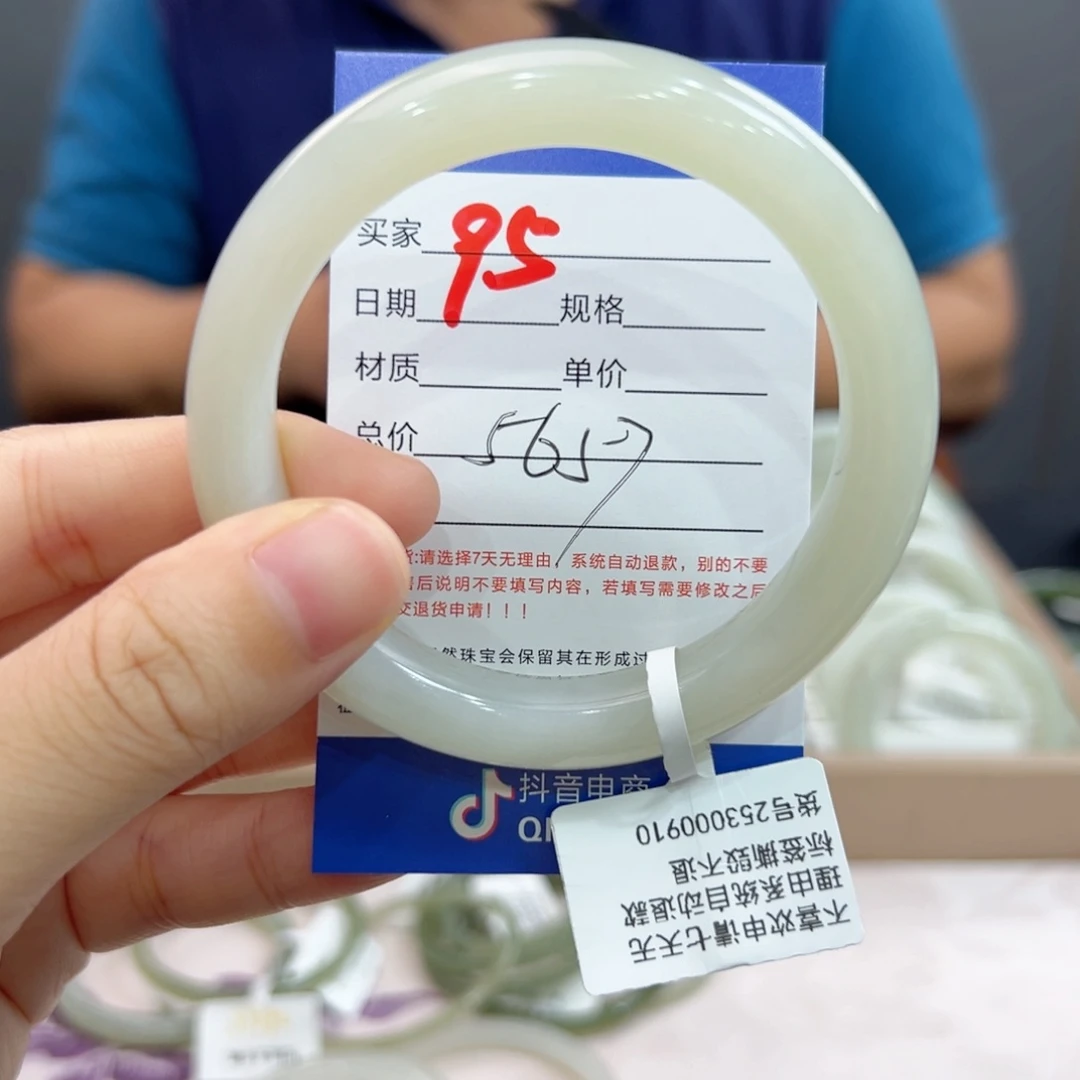 买家 95
日期 规格
材质 单价
总价 5657
货:请选择7天无理由,系统自动退款,别的不要
售后说明不要填写内容,若填写需要修改之后
交退货申请!!!
然珠宝会保留其在形成过
抖音电商
不喜欢申请七天无
理由系统自动退款
标签撕毁不退
货号253000910